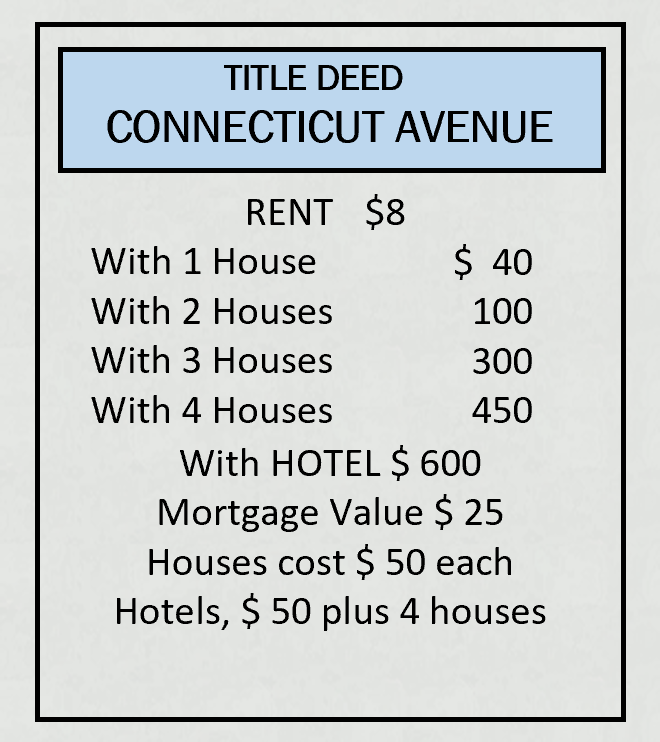 TITLE DEED
CONNECTICUT AVENUE
RENT $8
With 1 House $ 40
With 2 Houses 100
With 3 Houses 300
With 4 Houses 450
With HOTEL $ 600
Mortgage Value $ 25
Houses cost $ 50 each
Hotels, $ 50 plus 4 houses